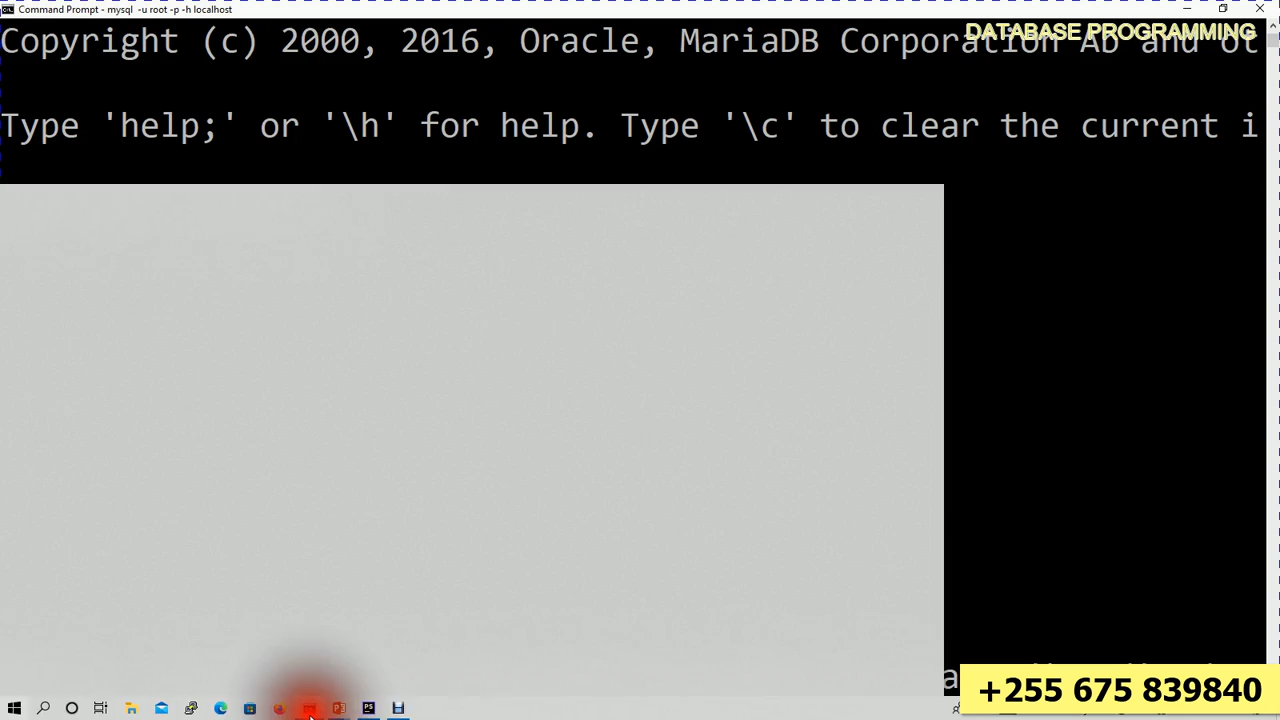 Command Prompt - mysql -u root -p -h localhost
DATABASE PROGRAMMING
Copyright (c) 2000, 2016, Oracle, MariaDB Corporation Ab and ot
Type 'help;' or '\h' for help. Type '\c' to clear the current i
+255 675 839840